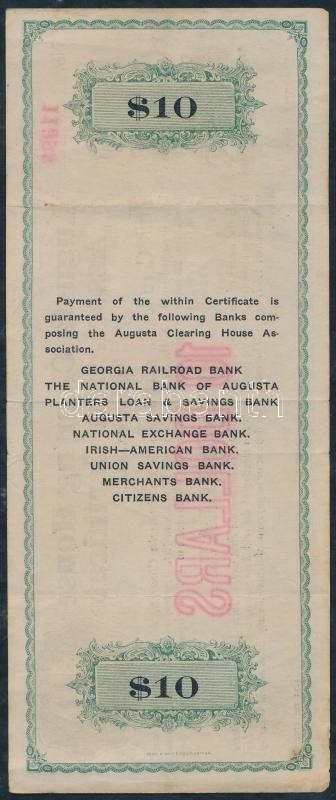 $10
Payment of the within Certificate is
guaranteed by the following Banks com-
posing the Augusta Clearing House As-
sociation.
GEORGIA RAILROAD BANK
THE NATIONAL BANK OF AUGUSTA
PLANTERS LOAN & SAVINGS BANK
AUGUSTA SAVINGS BANK.
NATIONAL EXCHANGE BANK.
IRISH—AMERICAN BANK.
UNION SAVINGS BANK.
MERCHANTS BANK.
CITIZENS BANK.
DOLLARS
$10